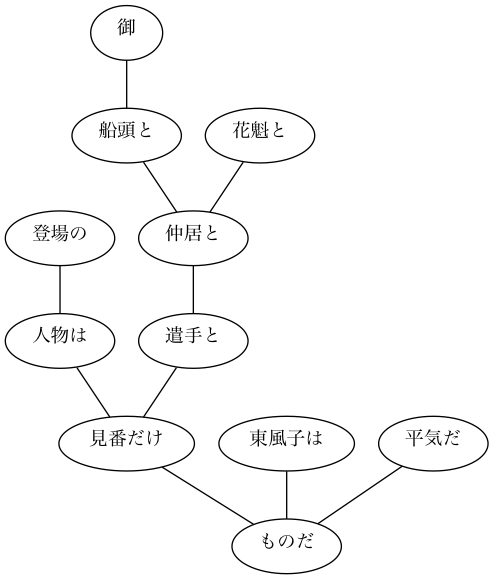 御
船頭と
花魁と
登場の
仲居と
人物は
遣手と
見番だけ
東風子は
平気だ
ものだ